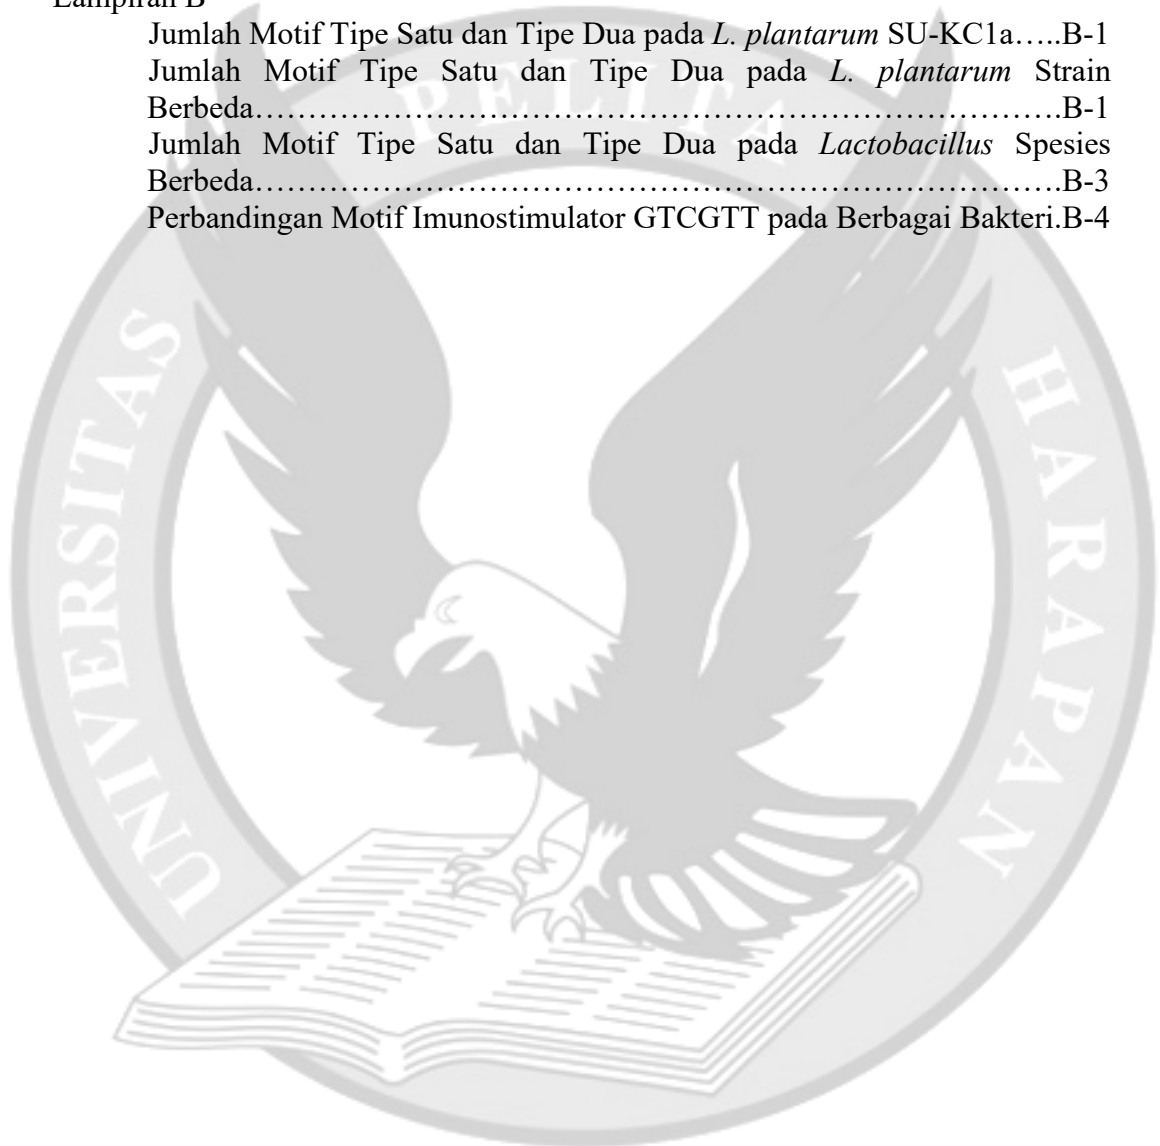 Lampiran B
Jumlah Motif Tipe Satu dan Tipe Dua pada L. plantarum SU-KC1a…..B-1
Jumlah Motif Tipe Satu dan Tipe Dua pada L. plantarum Strain
Berbeda………………………………………………………………….B-1
Jumlah Motif Tipe Satu dan Tipe Dua pada Lactobacillus Spesies
Berbeda………………………………………………………………….B-3
Perbandingan Motif Imunostimulator GTCGTT pada Berbagai Bakteri.B-4
UNIVERSITAS PELITA HARAPAN